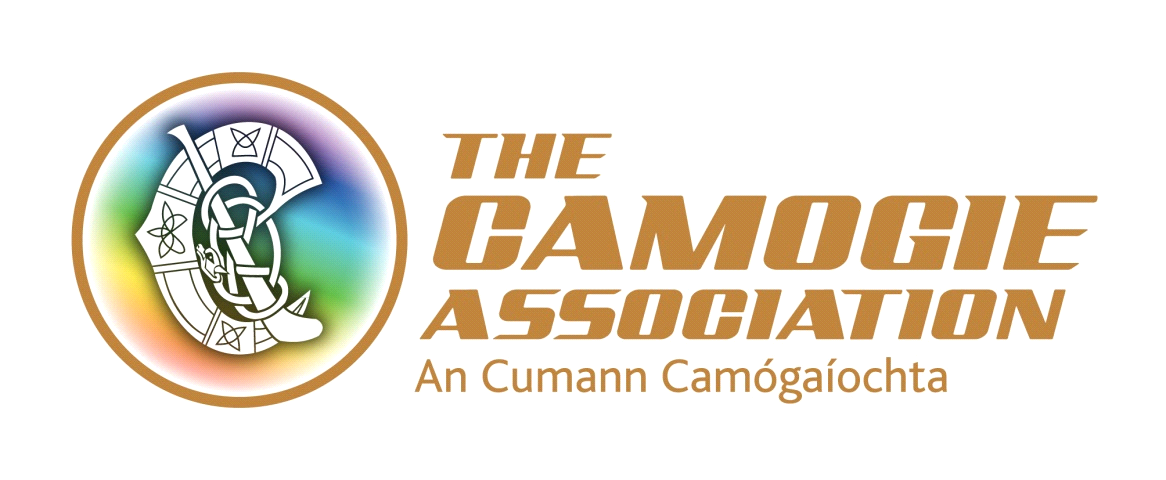 THE
CAMOGIE
ASSOCIATION
An Cumann Camógaíochta